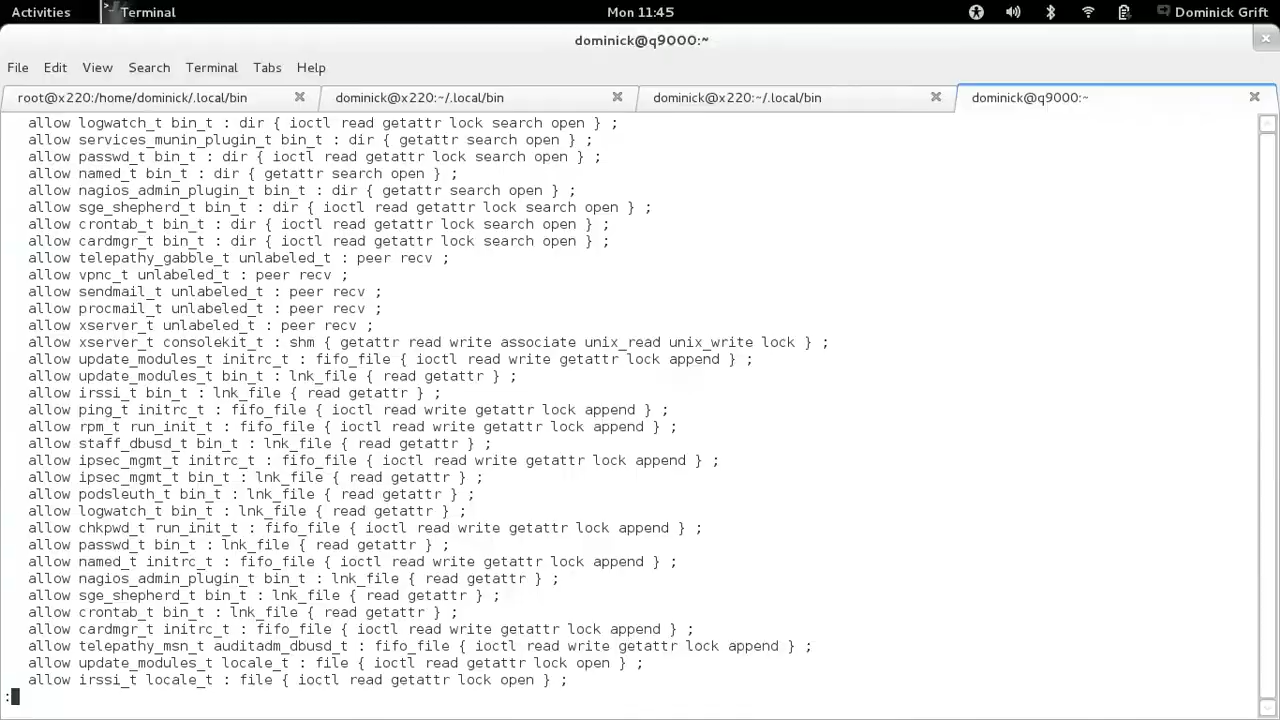 Activities Terminal Mon 11:45 Dominick Grift
dominick@q9000:~
File Edit View Search Terminal Tabs Help
root@x220:/home/dominick/.local/bin dominick@x220:~/.local/bin dominick@x220:~/.local/bin dominick@q9000:~
allow logwatch_t bin_t : dir { ioctl read getattr lock search open } ;
allow services_munin_plugin_t bin_t : dir { getattr search open } ;
allow passwd_t bin_t : dir { ioctl read getattr lock search open } ;
allow named_t bin_t : dir { getattr search open } ;
allow nagios_admin_plugin_t bin_t : dir { getattr search open } ;
allow sge_shepherd_t bin_t : dir { ioctl read getattr lock search open } ;
allow crontab_t bin_t : dir { ioctl read getattr lock search open } ;
allow cardmgr_t bin_t : dir { ioctl read getattr lock search open } ;
allow telepathy_gabble_t unlabeled_t : peer recv ;
allow vpnc_t unlabeled_t : peer recv ;
allow sendmail_t unlabeled_t : peer recv ;
allow procmail_t unlabeled_t : peer recv ;
allow xserver_t unlabeled_t : peer recv ;
allow xserver_t consolekit_t : shm { getattr read write associate unix_read unix_write lock } ;
allow update_modules_t initrc_t : fifo_file { ioctl read write getattr lock append } ;
allow update_modules_t bin_t : lnk_file { read getattr } ;
allow irssi_t bin_t : lnk_file { read getattr } ;
allow ping_t initrc_t : fifo_file { ioctl read write getattr lock append } ;
allow rpm_t run_init_t : fifo_file { ioctl read write getattr lock append } ;
allow staff_dbusd_t bin_t : lnk_file { read getattr } ;
allow ipsec_mgmt_t initrc_t : fifo_file { ioctl read write getattr lock append } ;
allow ipsec_mgmt_t bin_t : lnk_file { read getattr } ;
allow podsleuth_t bin_t : lnk_file { read getattr } ;
allow logwatch_t bin_t : lnk_file { read getattr } ;
allow chkpwd_t run_init_t : fifo_file { ioctl read write getattr lock append } ;
allow passwd_t bin_t : lnk_file { read getattr } ;
allow named_t initrc_t : fifo_file { ioctl read write getattr lock append } ;
allow nagios_admin_plugin_t bin_t : lnk_file { read getattr } ;
allow sge_shepherd_t bin_t : lnk_file { read getattr } ;
allow crontab_t bin_t : lnk_file { read getattr } ;
allow cardmgr_t initrc_t : fifo_file { ioctl read write getattr lock append } ;
allow telepathy_msn_t auditadm_dbusd_t : fifo_file { ioctl read write getattr lock append } ;
allow update_modules_t locale_t : file { ioctl read getattr lock open } ;
allow irssi_t locale_t : file { ioctl read getattr lock open } ;
: